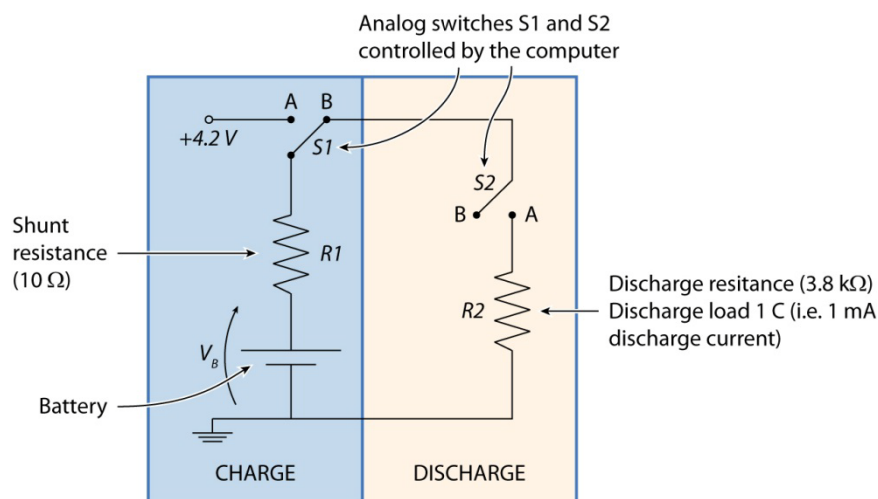 Analog switches S1 and S2
controlled by the computer
A B
+4.2 V
S1
S2
B A
Shunt
resistance
(10 Ω)
R1
R2
Discharge resitance (3.8 kΩ)
Discharge load 1 C (i.e. 1 mA
discharge current)
V_B
Battery
CHARGE
DISCHARGE